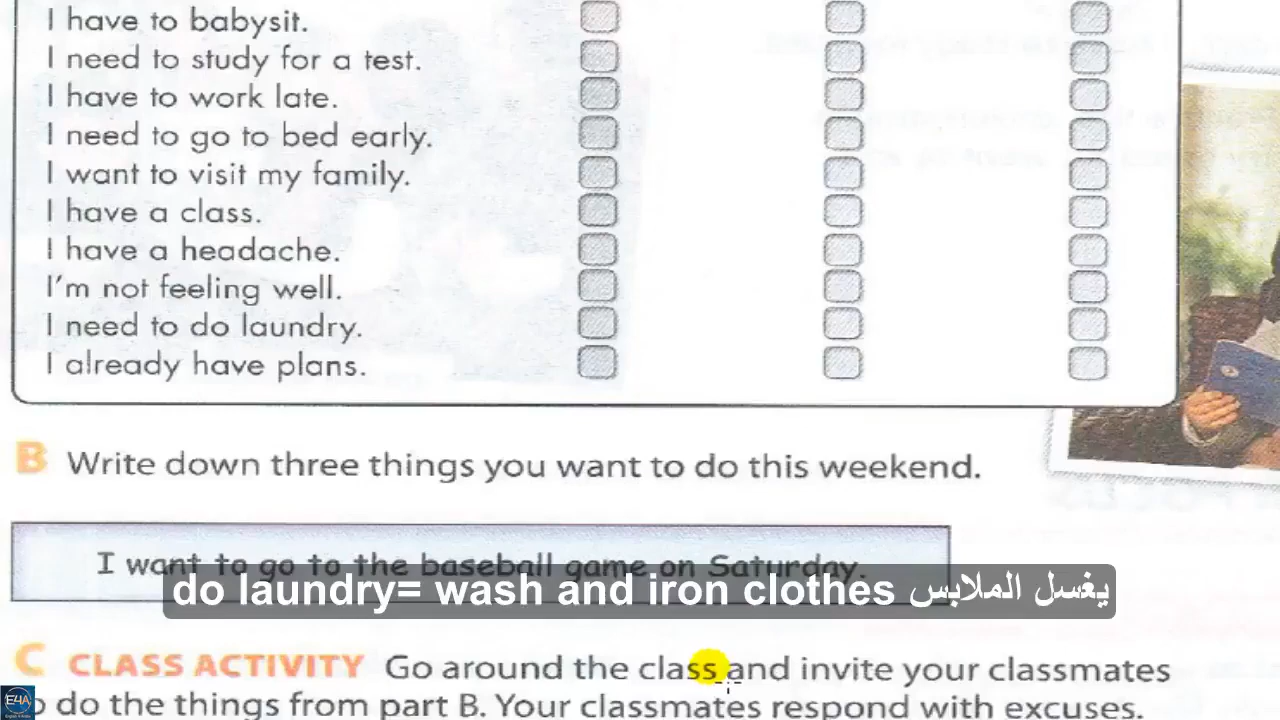 I have to babysit.
I need to study for a test.
I have to work late.
I need to go to bed early.
I want to visit my family.
I have a class.
I have a headache.
I'm not feeling well.
I need to do laundry.
I already have plans.
B Write down three things you want to do this weekend.
I want to go to the baseball game on Saturday.
do laundry= wash and iron clothes يغسل الملابس
C CLASS ACTIVITY Go around the class and invite your classmates
to do the things from part B. Your classmates respond with excuses.
E4A